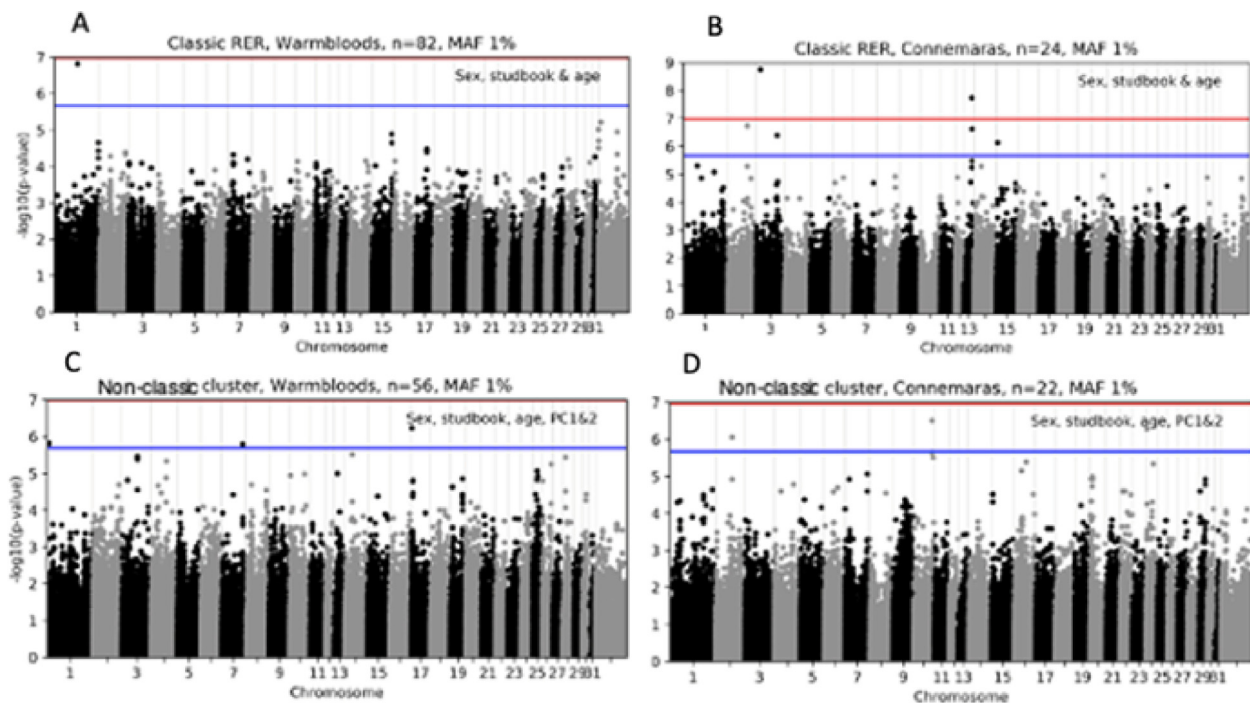 A
Classic RER, Warmbloods, n=82, MAF 1%
Sex, studbook & age
-log10(p-value)
7
6
5
4
3
2
1
0
1 3 5 7 9 11 13 15 17 19 21 23 25 27 29 31
Chromosome
B
Classic RER, Connemaras, n=24, MAF 1%
Sex, studbook & age
9
8
7
6
5
4
3
2
1
0
1 3 5 7 9 11 13 15 17 19 21 23 25 27 29 31
Chromosome
C
Non-classic cluster, Warmbloods, n=56, MAF 1%
Sex, studbook, age, PC1&2
-log10(p-value)
7
6
5
4
3
2
1
0
1 3 5 7 9 11 13 15 17 19 21 23 25 27 29 31
Chromosome
D
Non-classic cluster, Connemaras, n=22, MAF 1%
Sex, studbook, age, PC1&2
7
6
5
4
3
2
1
0
1 3 5 7 9 11 13 15 17 19 21 23 25 27 29 31
Chromosome